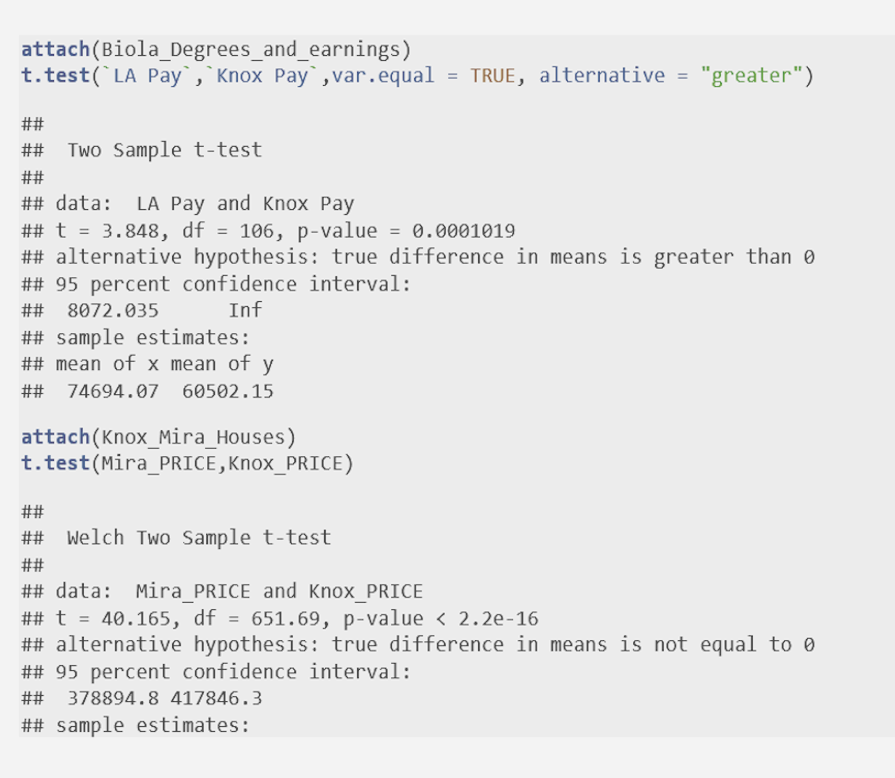 attach(Biola_Degrees_and_earnings)
t.test(`LA Pay`,`Knox Pay`,var.equal = TRUE, alternative = "greater")
##
##  Two Sample t-test
##
## data:  LA Pay and Knox Pay
## t = 3.848, df = 106, p-value = 0.0001019
## alternative hypothesis: true difference in means is greater than 0
## 95 percent confidence interval:
##  8072.035      Inf
## sample estimates:
## mean of x mean of y
##  74694.07  60502.15
attach(Knox_Mira_Houses)
t.test(Mira_PRICE,Knox_PRICE)
##
##  Welch Two Sample t-test
##
## data:  Mira_PRICE and Knox_PRICE
## t = 40.165, df = 651.69, p-value < 2.2e-16
## alternative hypothesis: true difference in means is not equal to 0
## 95 percent confidence interval:
##  378894.8 417846.3
## sample estimates: